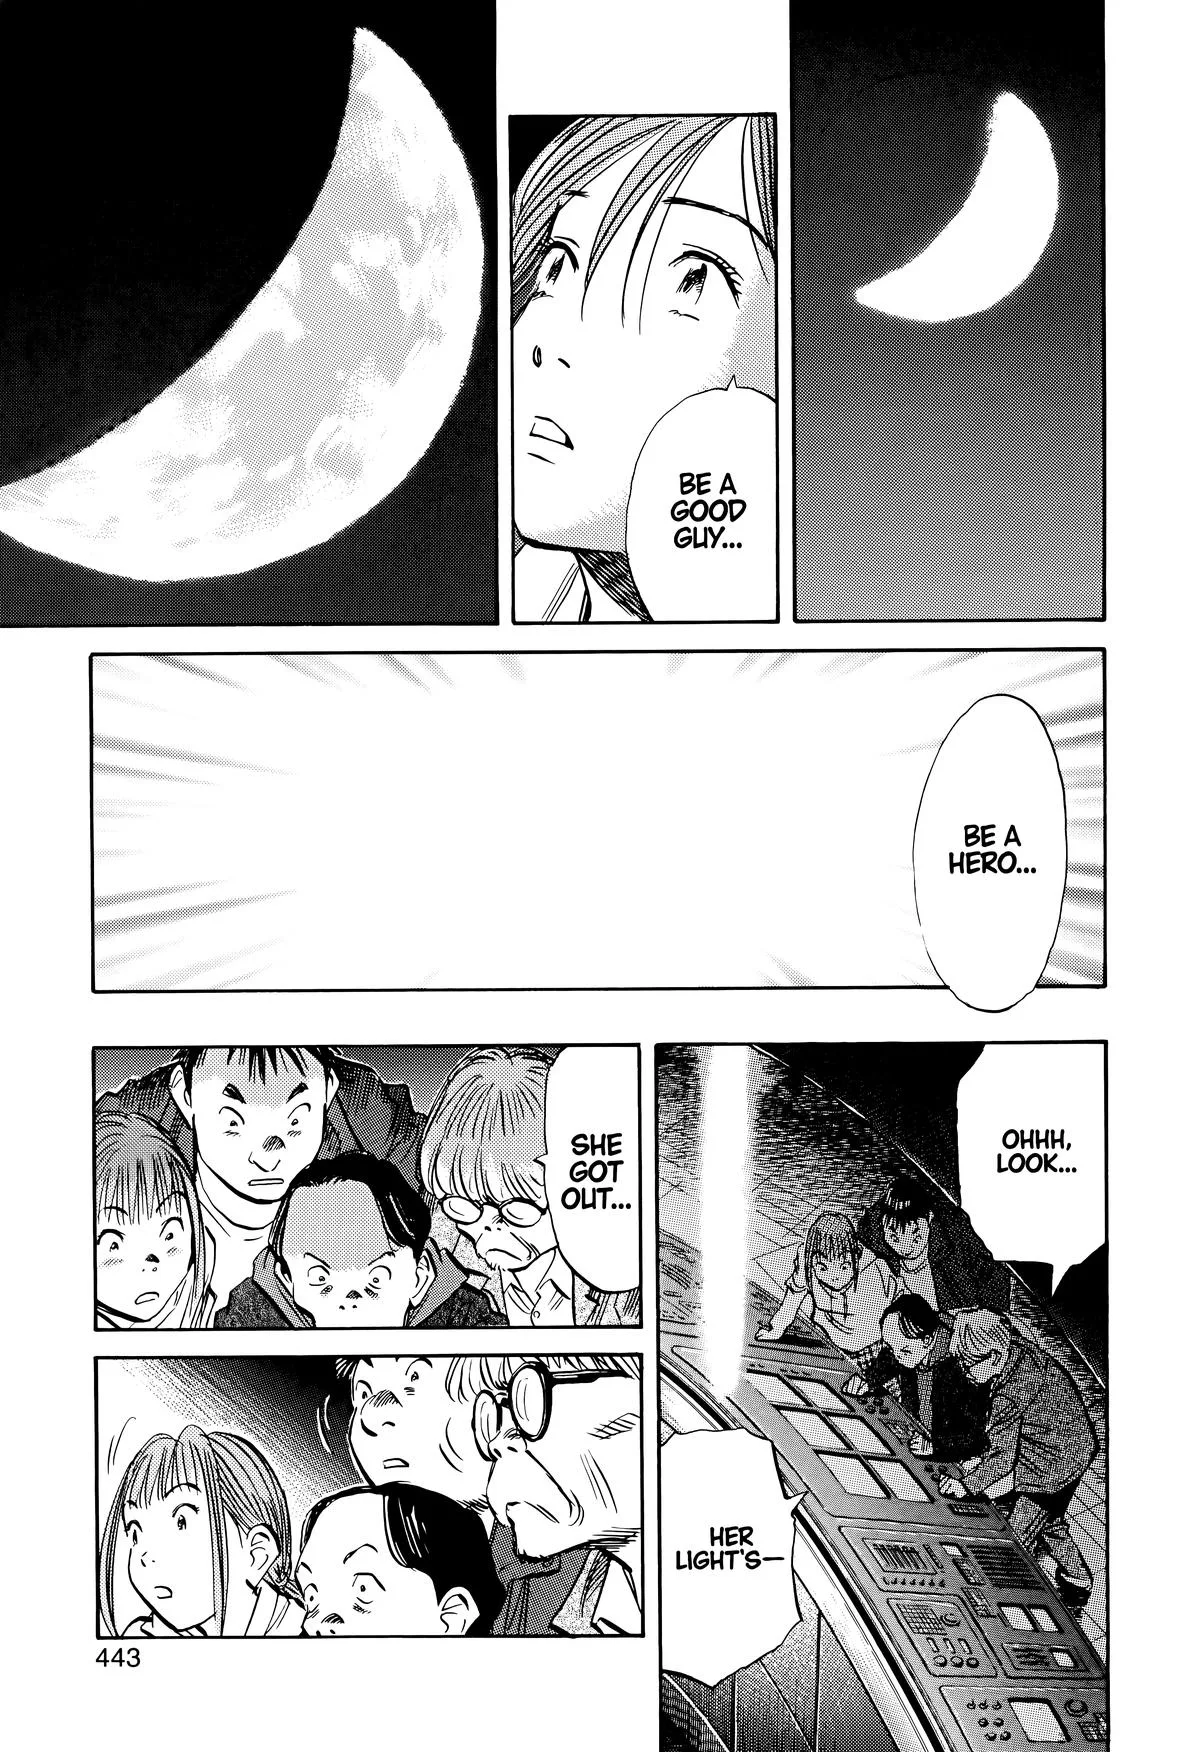 BE A
GOOD
GUY...
BE A
HERO...
OHHH,
LOOK...
HER
LIGHT'S—
SHE
GOT
OUT...
443